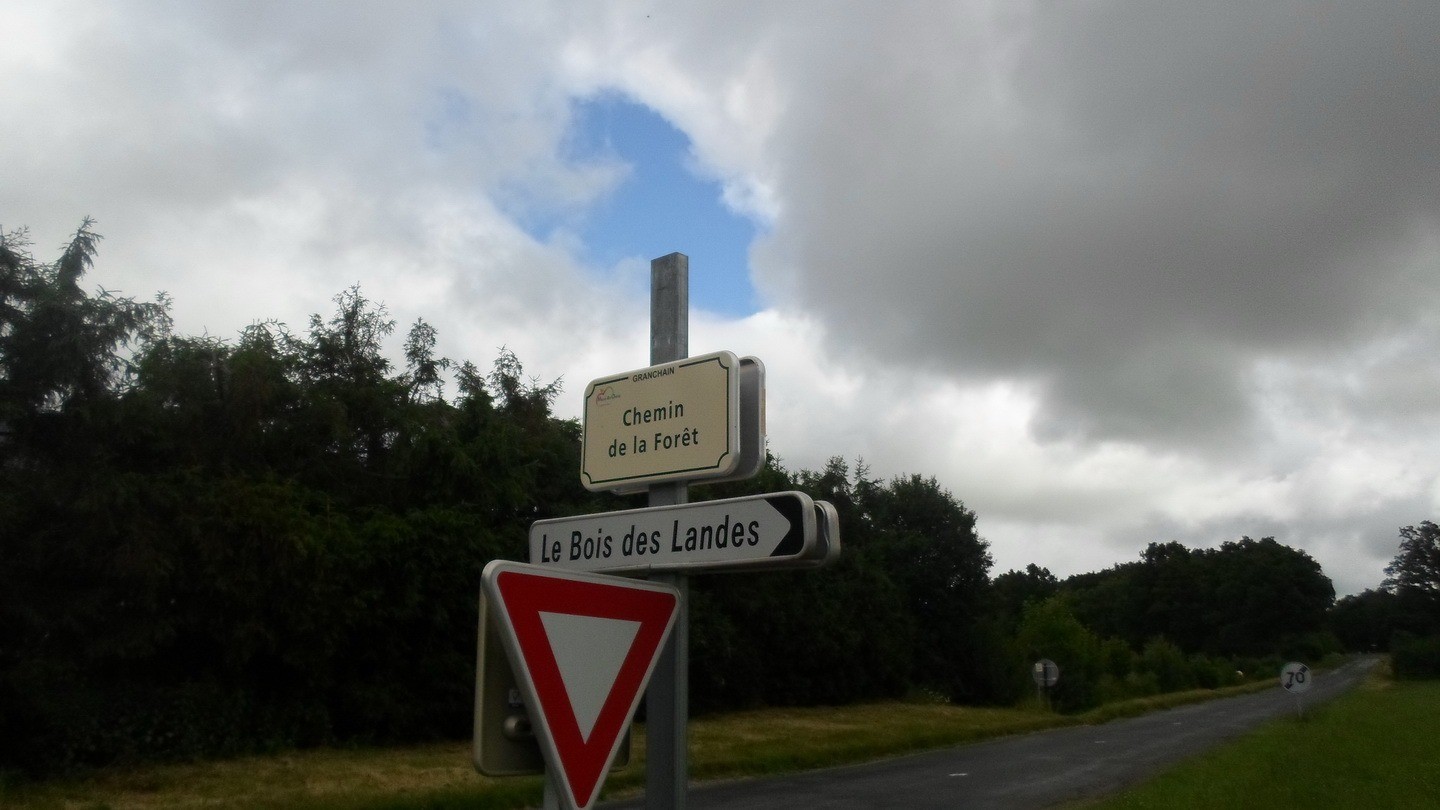 GRANCHAIN
Chemin
de la Forêt
Le Bois des Landes
70